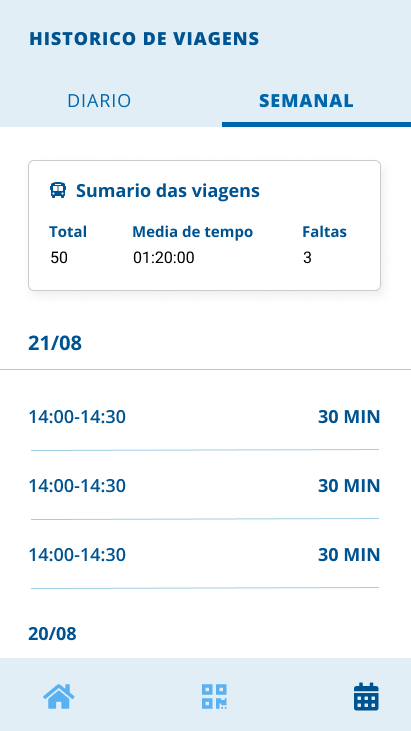 HISTORICO DE VIAGENS
DIARIO SEMANAL
Sumario das viagens
Total Media de tempo Faltas
50 01:20:00 3
21/08
14:00-14:30 30 MIN
14:00-14:30 30 MIN
14:00-14:30 30 MIN
20/08